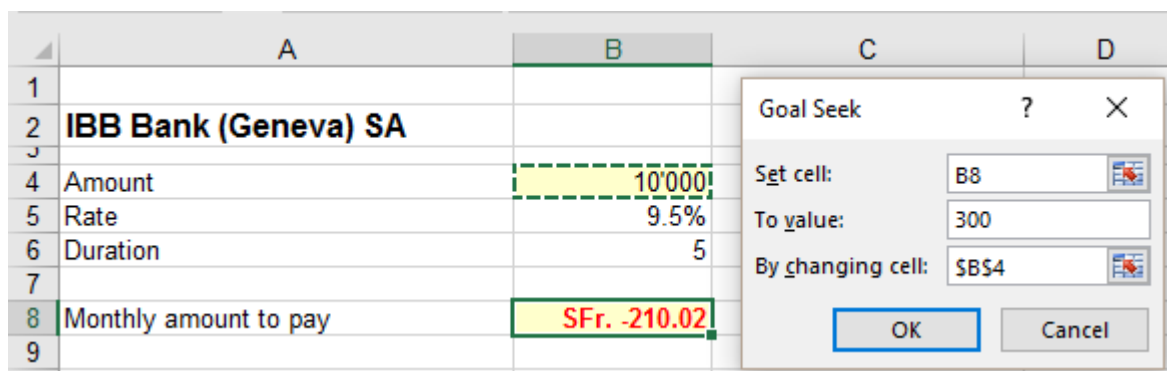 A B C D
1
2 IBB Bank (Geneva) SA
3
4 Amount 10'000
5 Rate 9.5%
6 Duration 5
7
8 Monthly amount to pay SFr. -210.02
9
Goal Seek ? ×
Set cell: B8
To value: 300
By changing cell: $B$4
OK Cancel